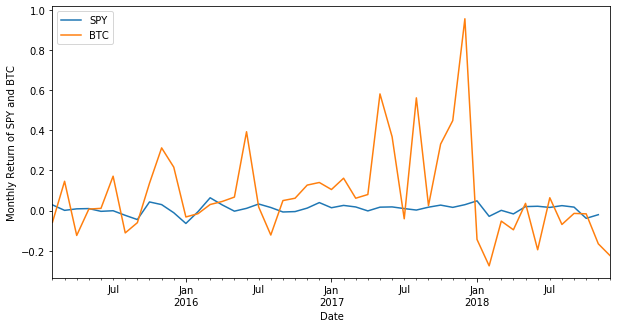 Monthly Return of SPY and BTC
SPY
BTC
1.0
0.8
0.6
0.4
0.2
0.0
−0.2
Jul
Jan
2016
Jul
Jan
2017
Jul
Jan
2018
Jul
Date